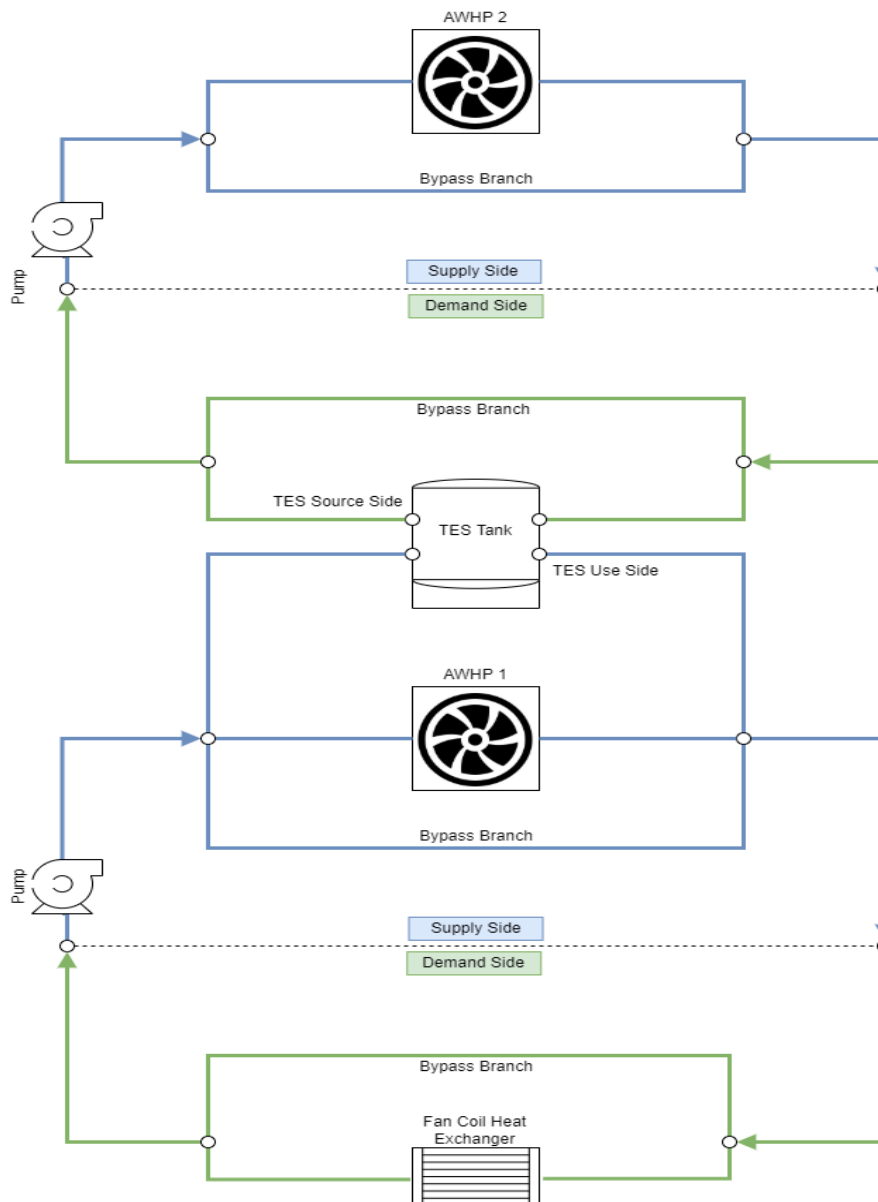 AWHP 2
Bypass Branch
Pump
Supply Side
Demand Side
Bypass Branch
TES Source Side
TES Tank
TES Use Side
AWHP 1
Bypass Branch
Pump
Supply Side
Demand Side
Bypass Branch
Fan Coil Heat
Exchanger